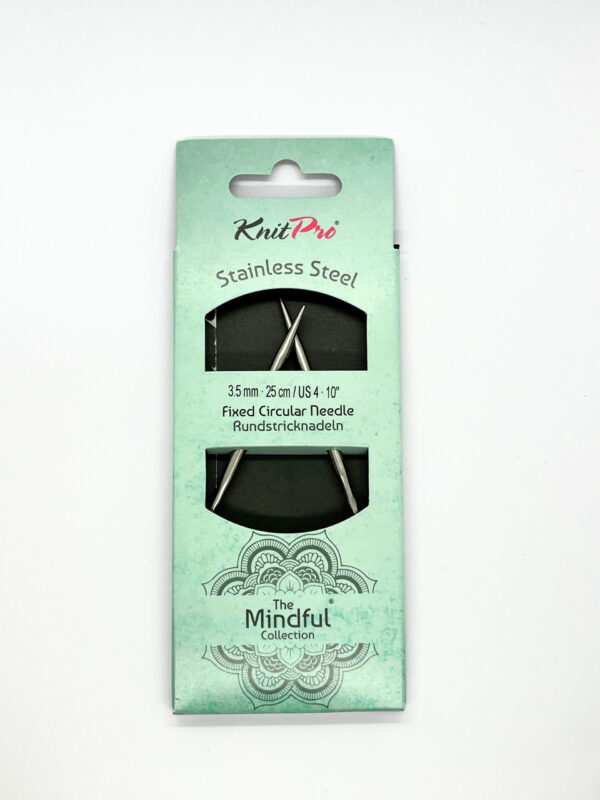 KnitPro®
Stainless Steel
3.5 mm · 25 cm / US 4 · 10"
Fixed Circular Needle
Rundstricknadeln
The
Mindful®
Collection